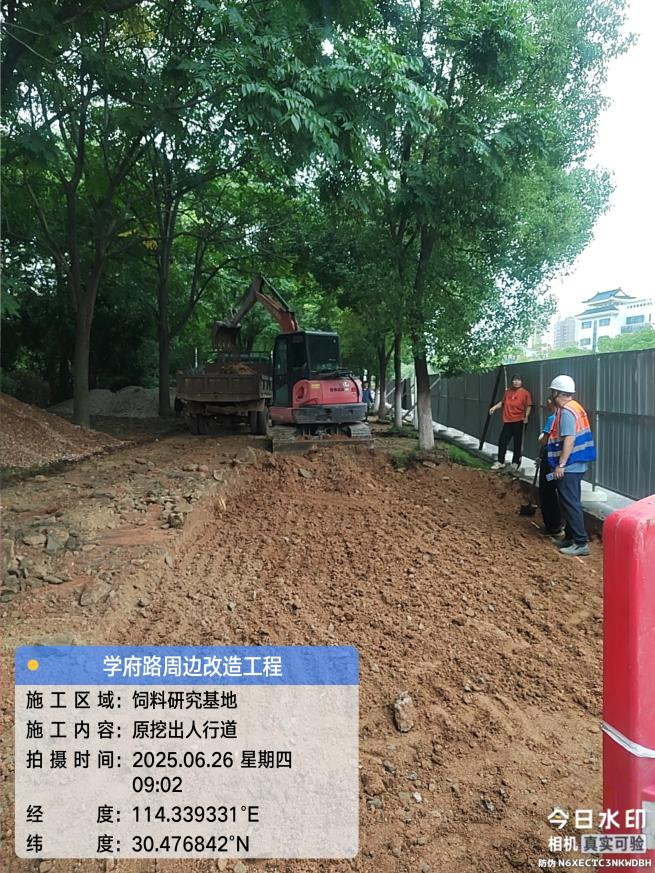 学府路周边改造工程
施工区域：饲料研究基地
施工内容：原挖出人行道
拍摄时间：2025.06.26 星期四
09:02
经度：114.339331°E
纬度：30.476842°N
今日水印
相机 真实可验
防伪 N6XECTC3NKWDBH